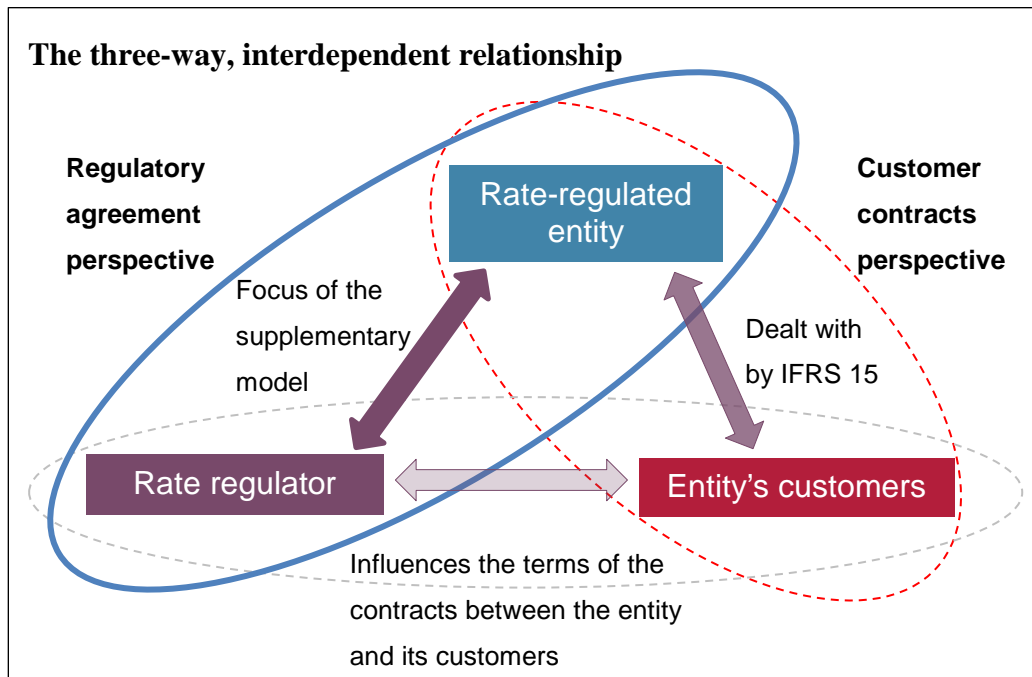 The three-way, interdependent relationship
Regulatory
agreement
perspective
Rate-regulated
entity
Customer
contracts
perspective
Focus of the
supplementary
model
Dealt with
by IFRS 15
Rate regulator
Entity's customers
Influences the terms of the
contracts between the entity
and its customers